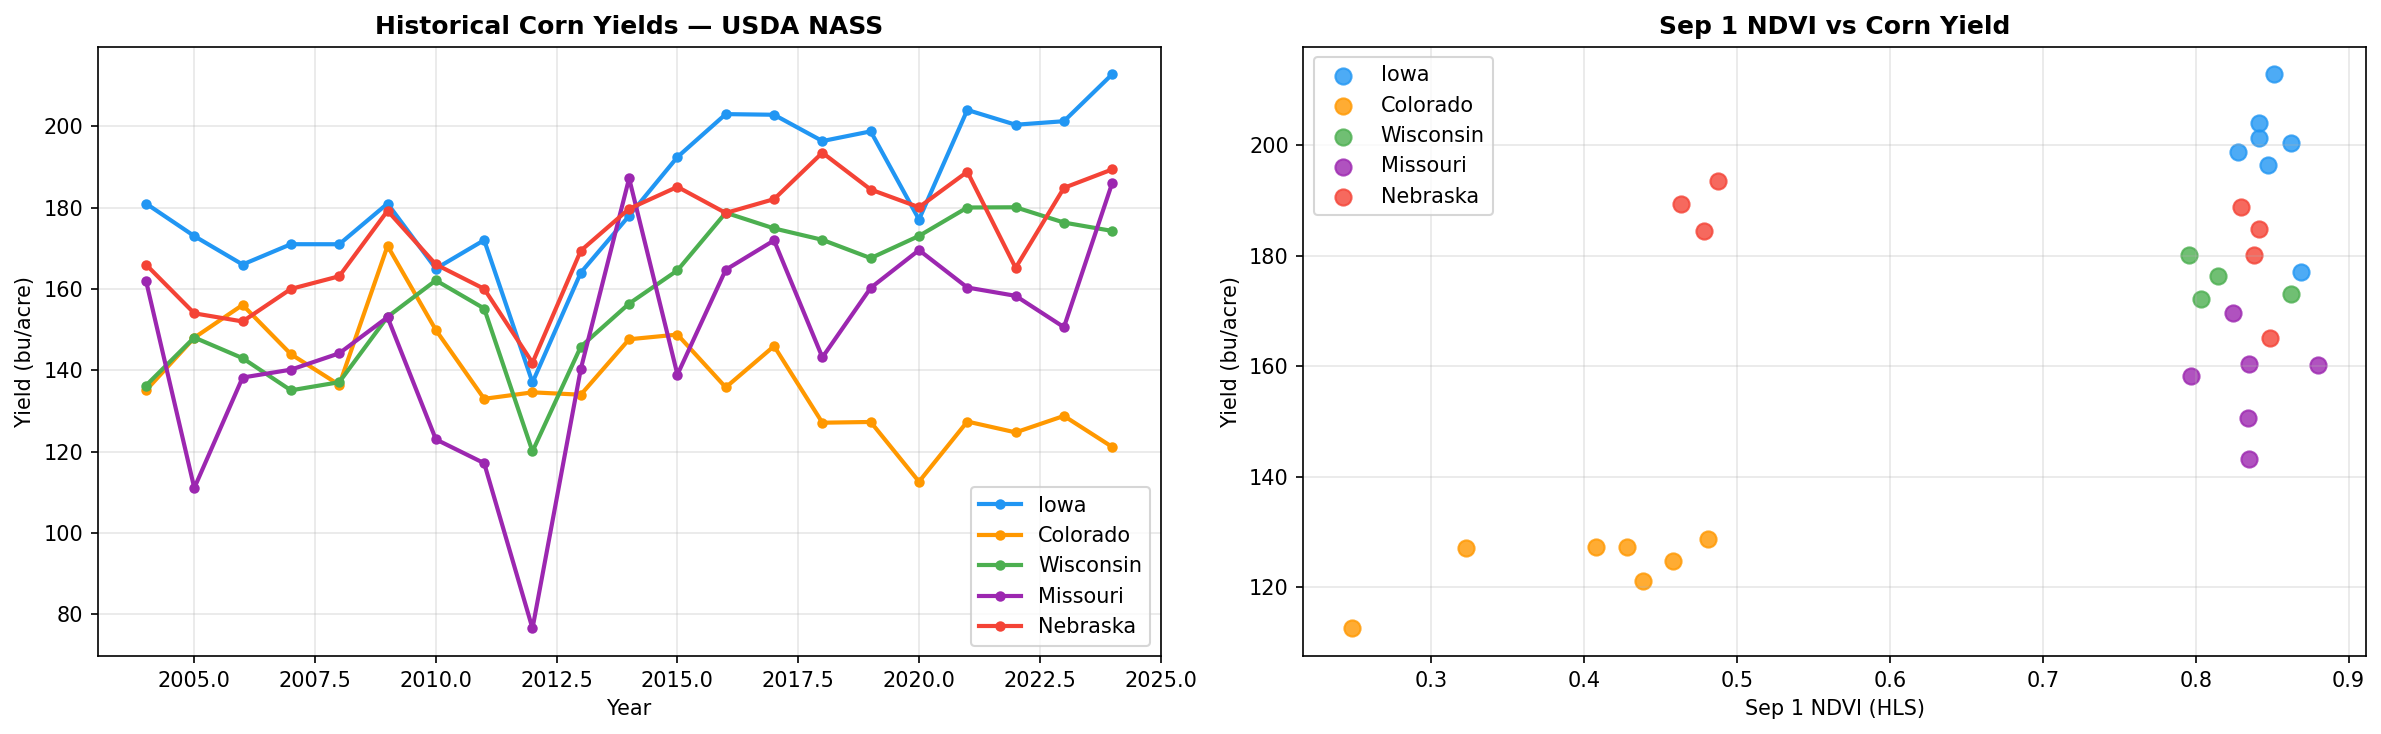 Historical Corn Yields — USDA NASS
Yield (bu/acre)
200
180
160
140
120
100
80
2005.0 2007.5 2010.0 2012.5 2015.0 2017.5 2020.0 2022.5 2025.0
Year
Iowa
Colorado
Wisconsin
Missouri
Nebraska
Sep 1 NDVI vs Corn Yield
Yield (bu/acre)
200
180
160
140
120
0.3 0.4 0.5 0.6 0.7 0.8 0.9
Sep 1 NDVI (HLS)
Iowa
Colorado
Wisconsin
Missouri
Nebraska